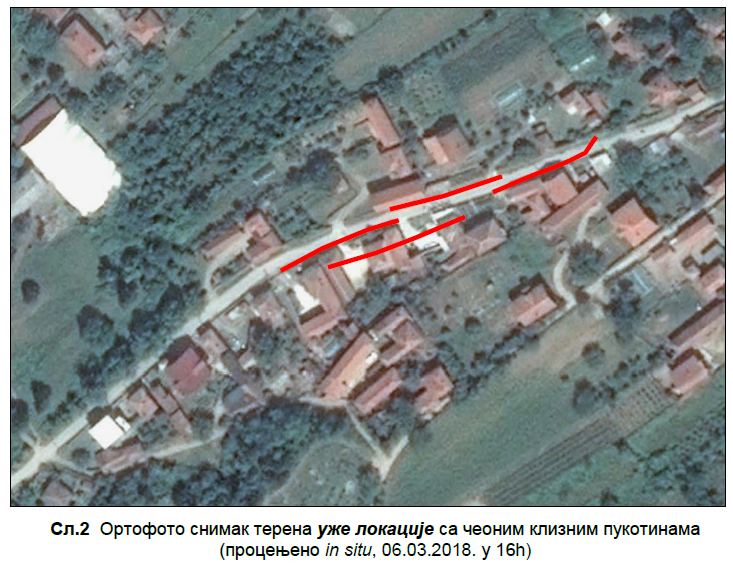 Сл.2 Ортофото снимак терена уже локације са чеоним клизним пукотинама
(процењено in situ, 06.03.2018. у 16h)